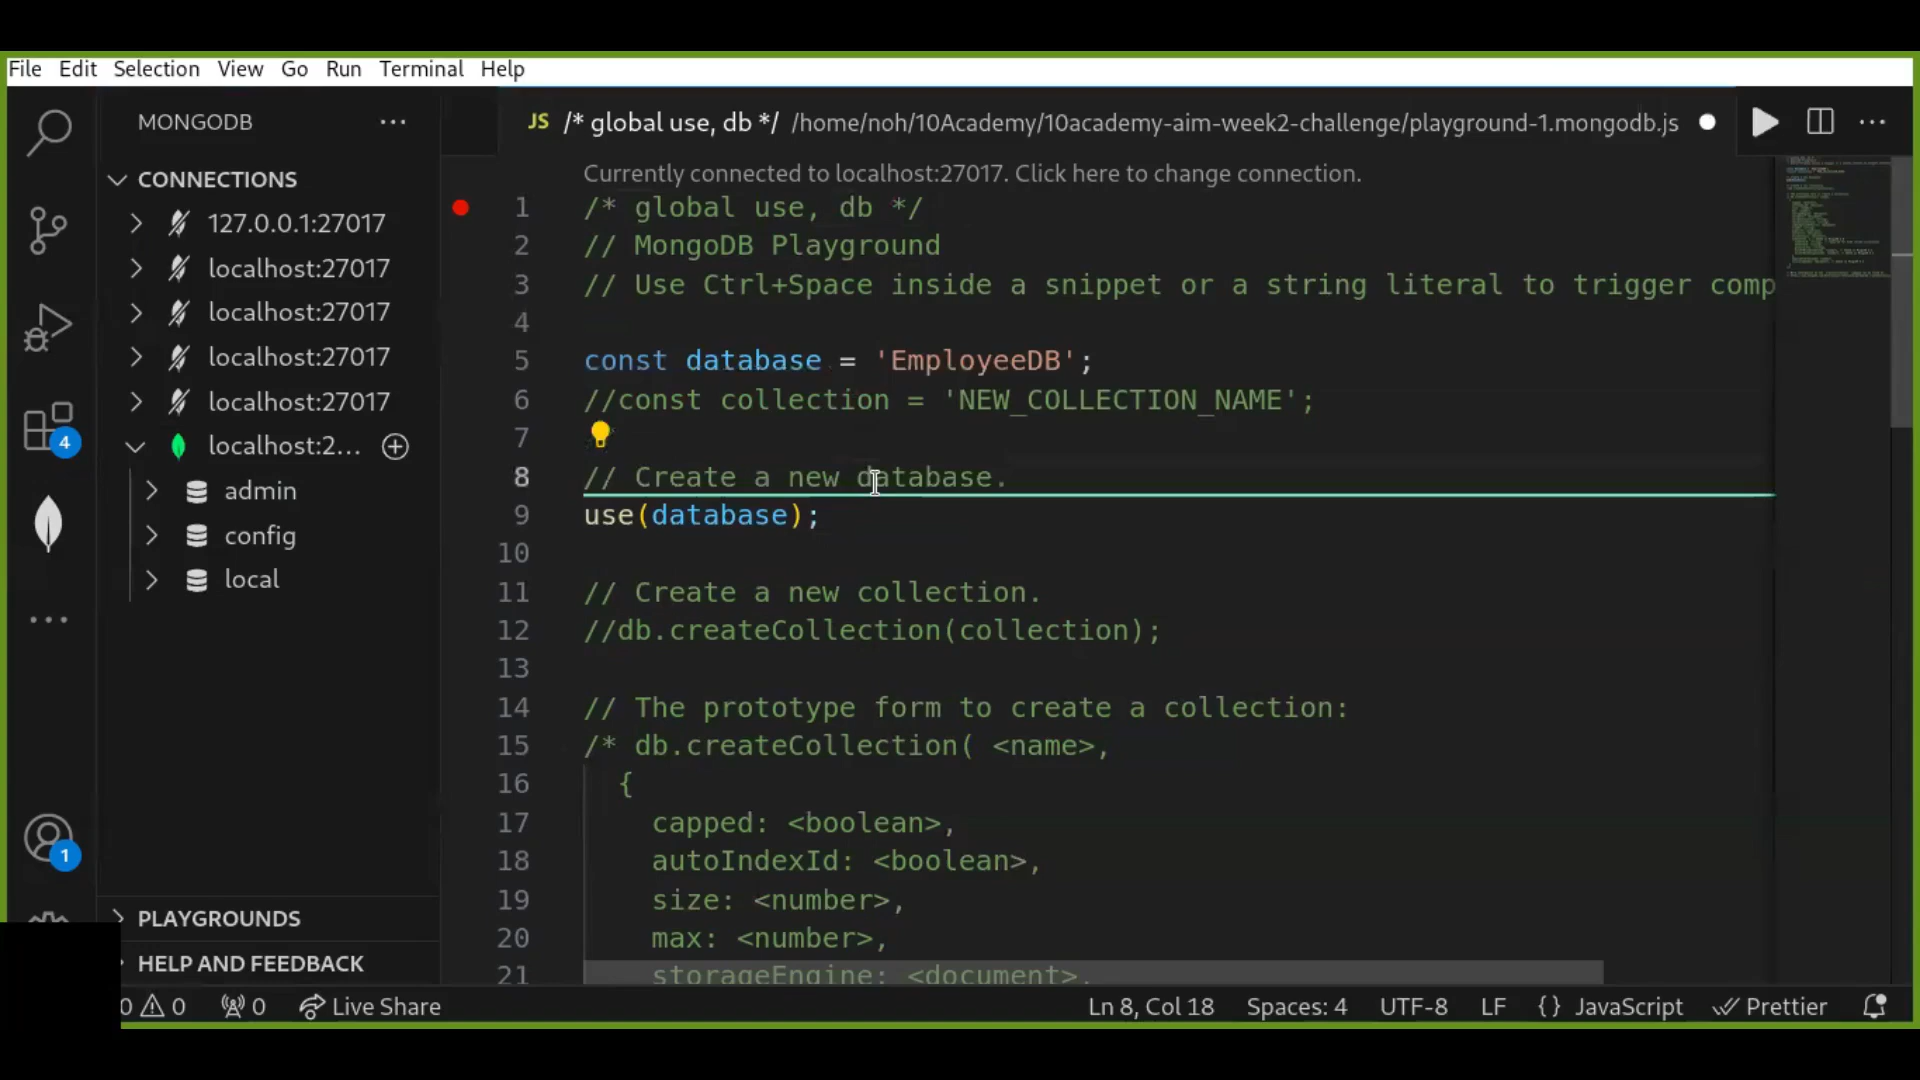 File Edit Selection View Go Run Terminal Help
MONGODB ···
JS /* global use, db */ /home/noh/10Academy/10academy-aim-week2-challenge/playground-1.mongodb.js
CONNECTIONS
127.0.0.1:27017
localhost:27017
localhost:27017
localhost:27017
localhost:27017
localhost:2...
admin
config
local
4
1
PLAYGROUNDS
HELP AND FEEDBACK
Currently connected to localhost:27017. Click here to change connection.
1 /* global use, db */
2 // MongoDB Playground
3 // Use Ctrl+Space inside a snippet or a string literal to trigger comp
4
5 const database = 'EmployeeDB';
6 //const collection = 'NEW_COLLECTION_NAME';
7
8 // Create a new database.
9 use(database);
10
11 // Create a new collection.
12 //db.createCollection(collection);
13
14 // The prototype form to create a collection:
15 /* db.createCollection( <name>,
16 {
17 capped: <boolean>,
18 autoIndexId: <boolean>,
19 size: <number>,
20 max: <number>,
21 storageEngine: <document>,
0 0 0 Live Share Ln 8, Col 18 Spaces: 4 UTF-8 LF {} JavaScript Prettier